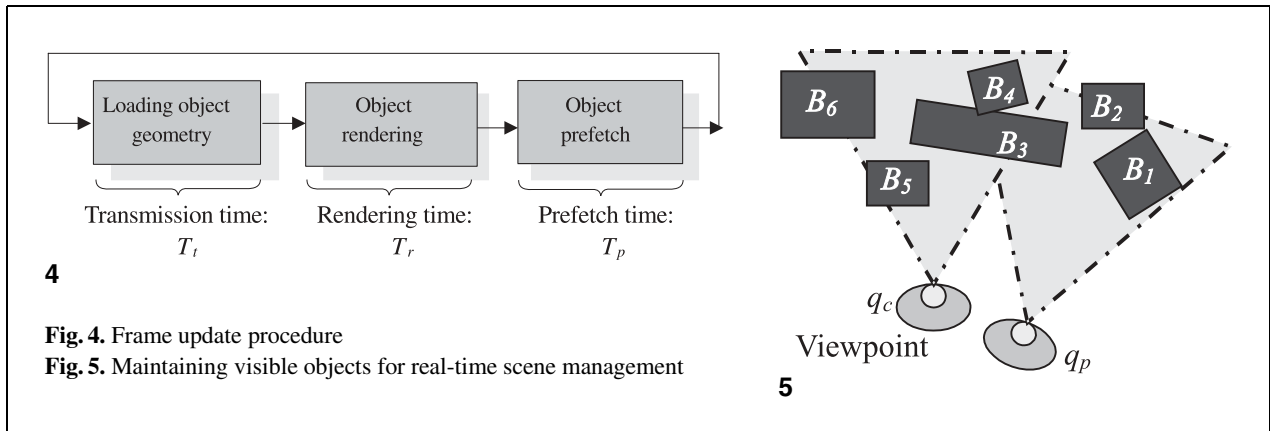 Loading object
geometry
Object
rendering
Object
prefetch
Transmission time:
Tₜ
Rendering time:
Tᵣ
Prefetch time:
Tₚ
4
Fig. 4. Frame update procedure
Fig. 5. Maintaining visible objects for real-time scene management
B₆
B₄
B₂
B₃
B₁
B₅
q꜀
Viewpoint
qₚ
5